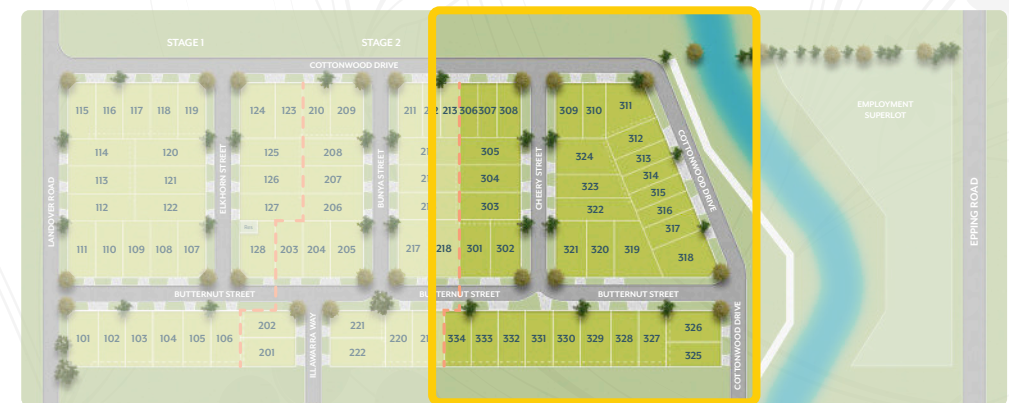 STAGE 1
STAGE 2
COTTONWOOD DRIVE
115 116 117 118 119
124 123 210 209
211 213 306 307 308
309 310 311
312
EMPLOYMENT
SUPERLOT
114 120
125 208
305
324
313
314
113 121
126 207
304
323
315
112 122
127 206
303
322
316
317
318
LANDOVER ROAD
ELKHORN STREET
BUNYA STREET
CHEERY STREET
COTTONWOOD DRIVE
EPPING ROAD
Res
111 110 109 108 107
128 203 204 205
217 218 301 302
321 320 319
BUTTERNUT STREET
BUTTERNUT STREET
BUTTERNUT STREET
101 102 103 104 105 106
202
201
ILLAWARRA WAY
221
222
220
334 333 332 331 330 329 328 327
326
325
COTTONWOOD DRIVE